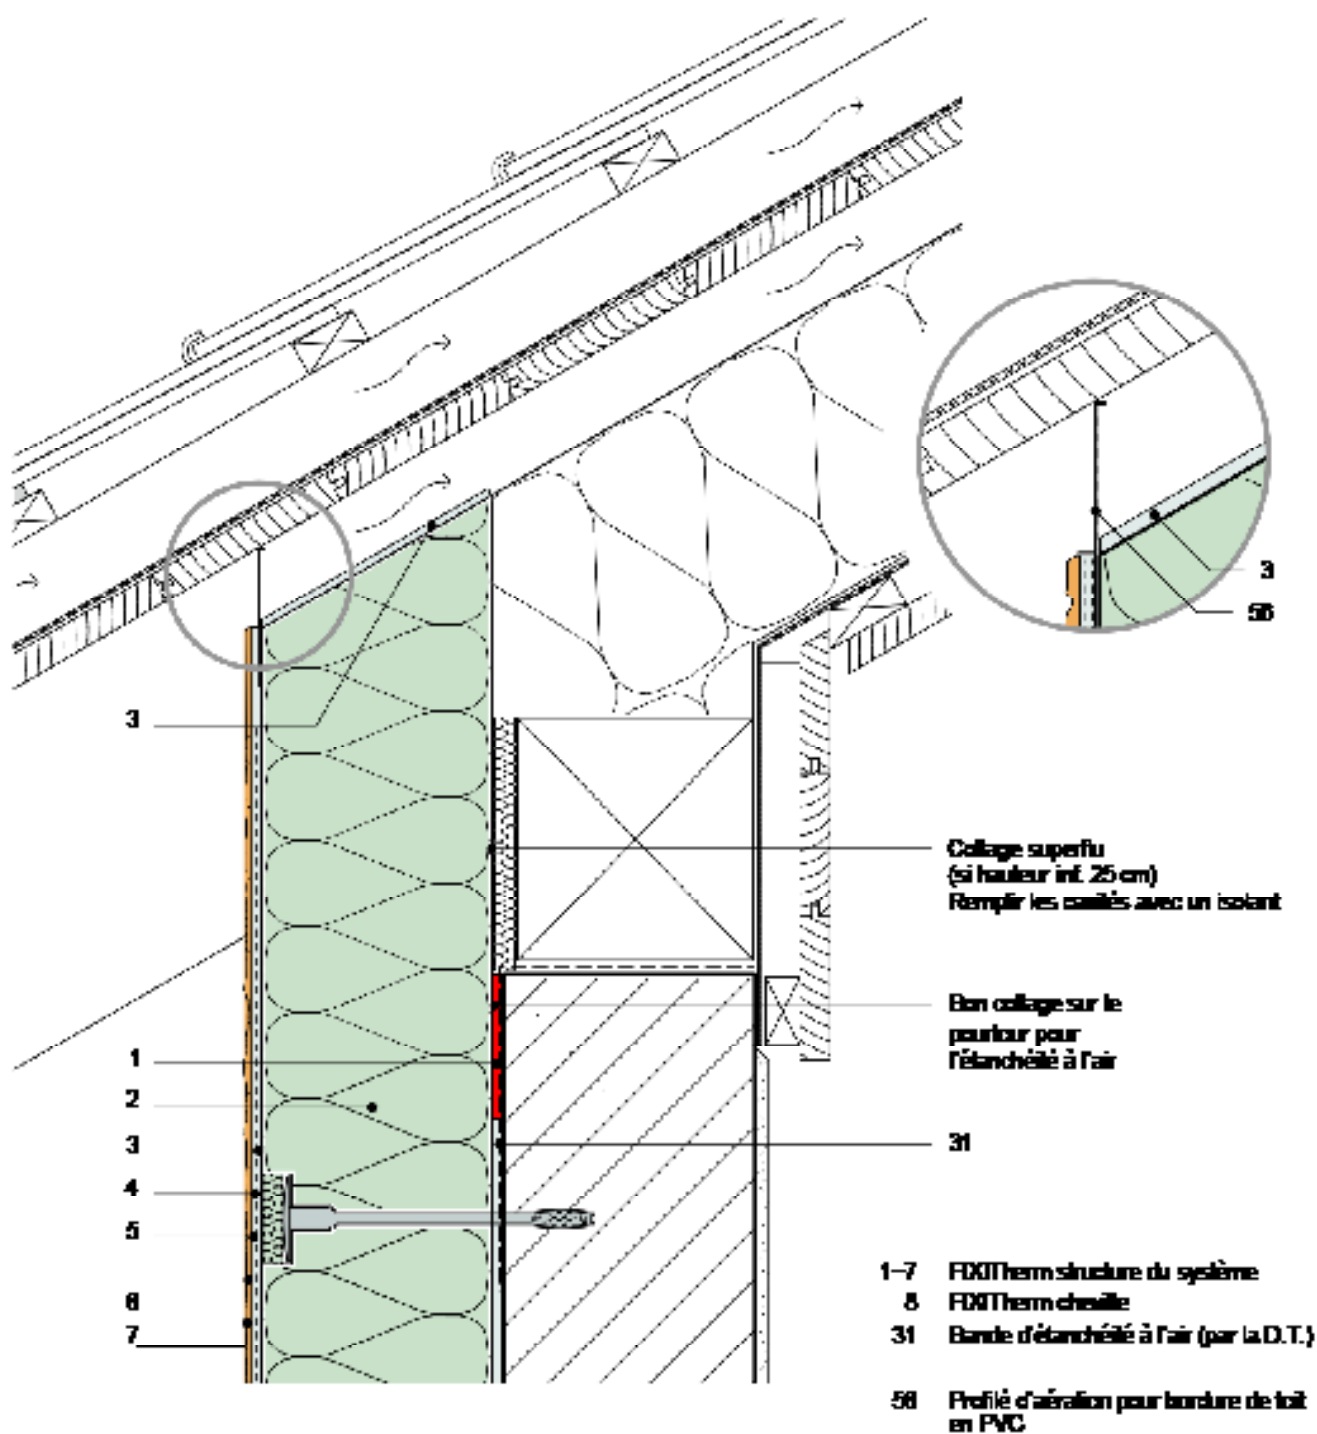 3
56
3
Collage superflu
(si hauteur inf. 25 cm)
Remplir les cavités avec un isolant
Bon collage sur le
pourtour pour
l'étanchéité à l'air
1
2
3
31
4
5
6
7
1–7 FIXITherm structure du système
8 FIXITherm cheville
31 Bande d'étanchéité à l'air (par la D.T.)
56 Profilé d'aération pour bordure de toit
en PVC